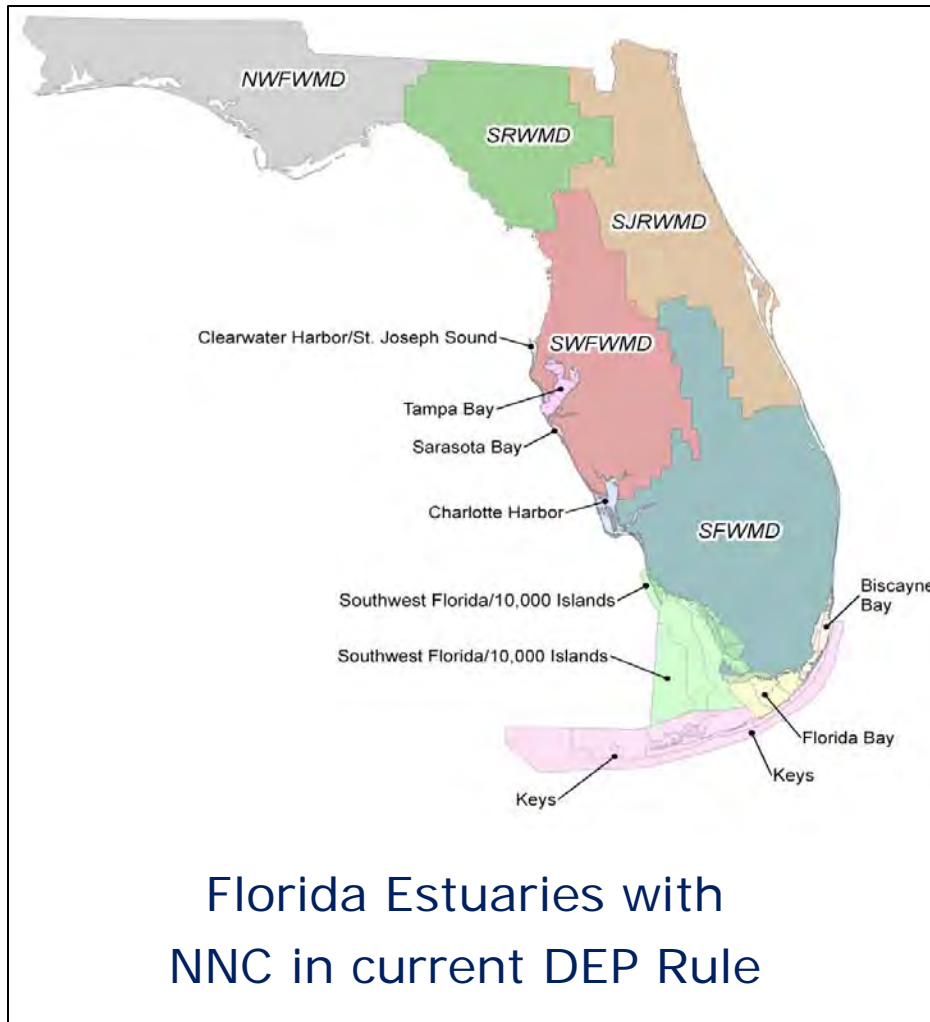 NWFWMD
SRWMD
SJRWMD
Clearwater Harbor/St. Joseph Sound
SWFWMD
Tampa Bay
Sarasota Bay
Charlotte Harbor
SFWMD
Southwest Florida/10,000 Islands
Biscayne
Bay
Southwest Florida/10,000 Islands
Florida Bay
Keys
Keys
Florida Estuaries with
NNC in current DEP Rule